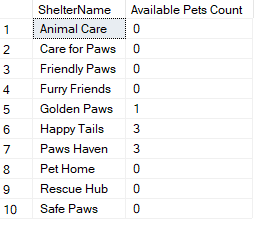 ShelterName Available Pets Count
1 Animal Care 0
2 Care for Paws 0
3 Friendly Paws 0
4 Furry Friends 0
5 Golden Paws 1
6 Happy Tails 3
7 Paws Haven 3
8 Pet Home 0
9 Rescue Hub 0
10 Safe Paws 0